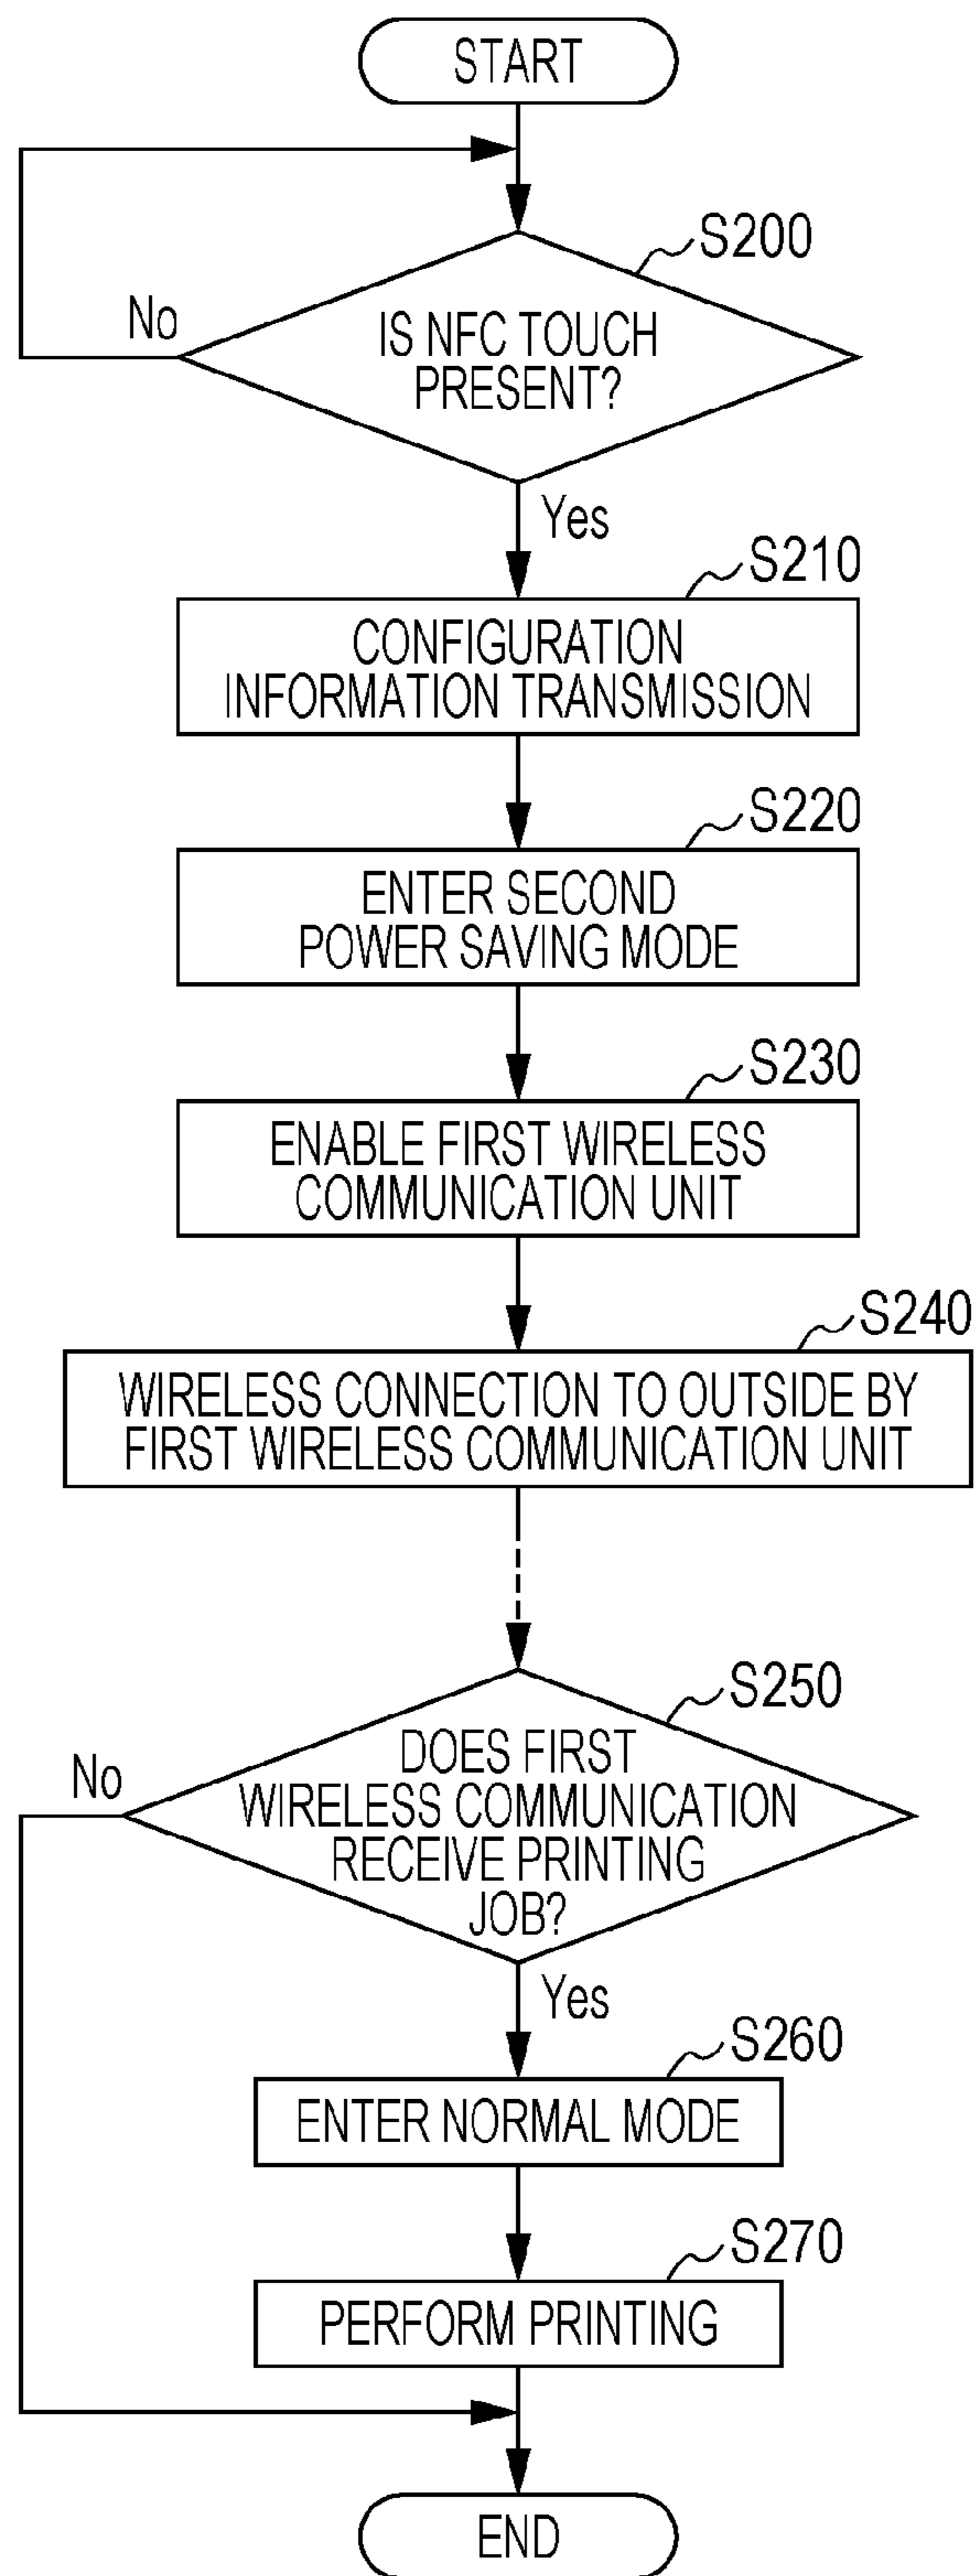 START
S200
No
IS NFC TOUCH
PRESENT?
Yes
S210
CONFIGURATION
INFORMATION TRANSMISSION
S220
ENTER SECOND
POWER SAVING MODE
S230
ENABLE FIRST WIRELESS
COMMUNICATION UNIT
S240
WIRELESS CONNECTION TO OUTSIDE BY
FIRST WIRELESS COMMUNICATION UNIT
S250
No
DOES FIRST
WIRELESS COMMUNICATION
RECEIVE PRINTING
JOB?
Yes
S260
ENTER NORMAL MODE
S270
PERFORM PRINTING
END